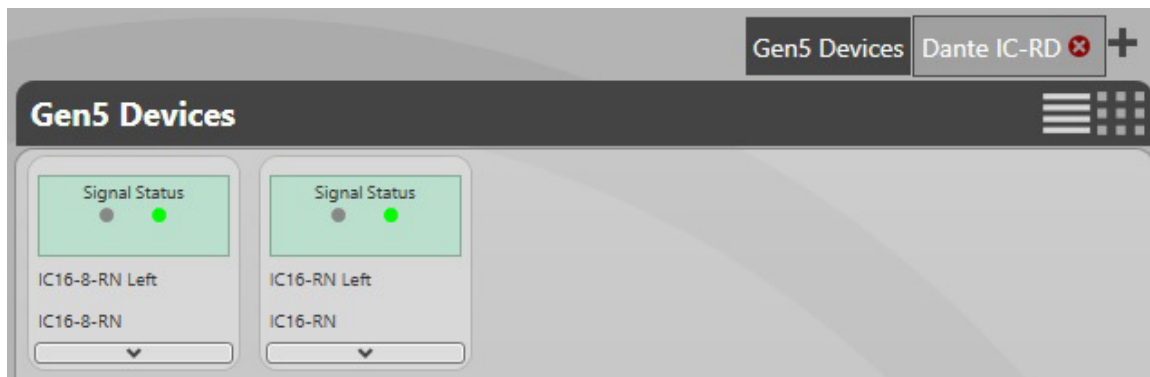 Gen5 Devices
Dante IC-RD
Gen5 Devices
Signal Status
IC16-8-RN Left
IC16-8-RN
Signal Status
IC16-RN Left
IC16-RN